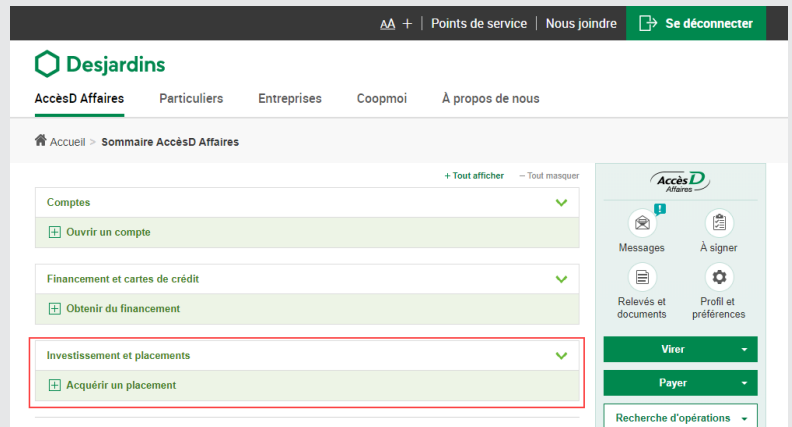 AA + | Points de service | Nous joindre Se déconnecter
Desjardins
AccèsD Affaires Particuliers Entreprises Coopmoi À propos de nous
Accueil > Sommaire AccèsD Affaires
+ Tout afficher − Tout masquer
Comptes
Ouvrir un compte
Financement et cartes de crédit
Obtenir du financement
Investissement et placements
Acquérir un placement
AccèsD
Affaires
Messages À signer
Relevés et documents
Profil et préférences
Virer
Payer
Recherche d'opérations